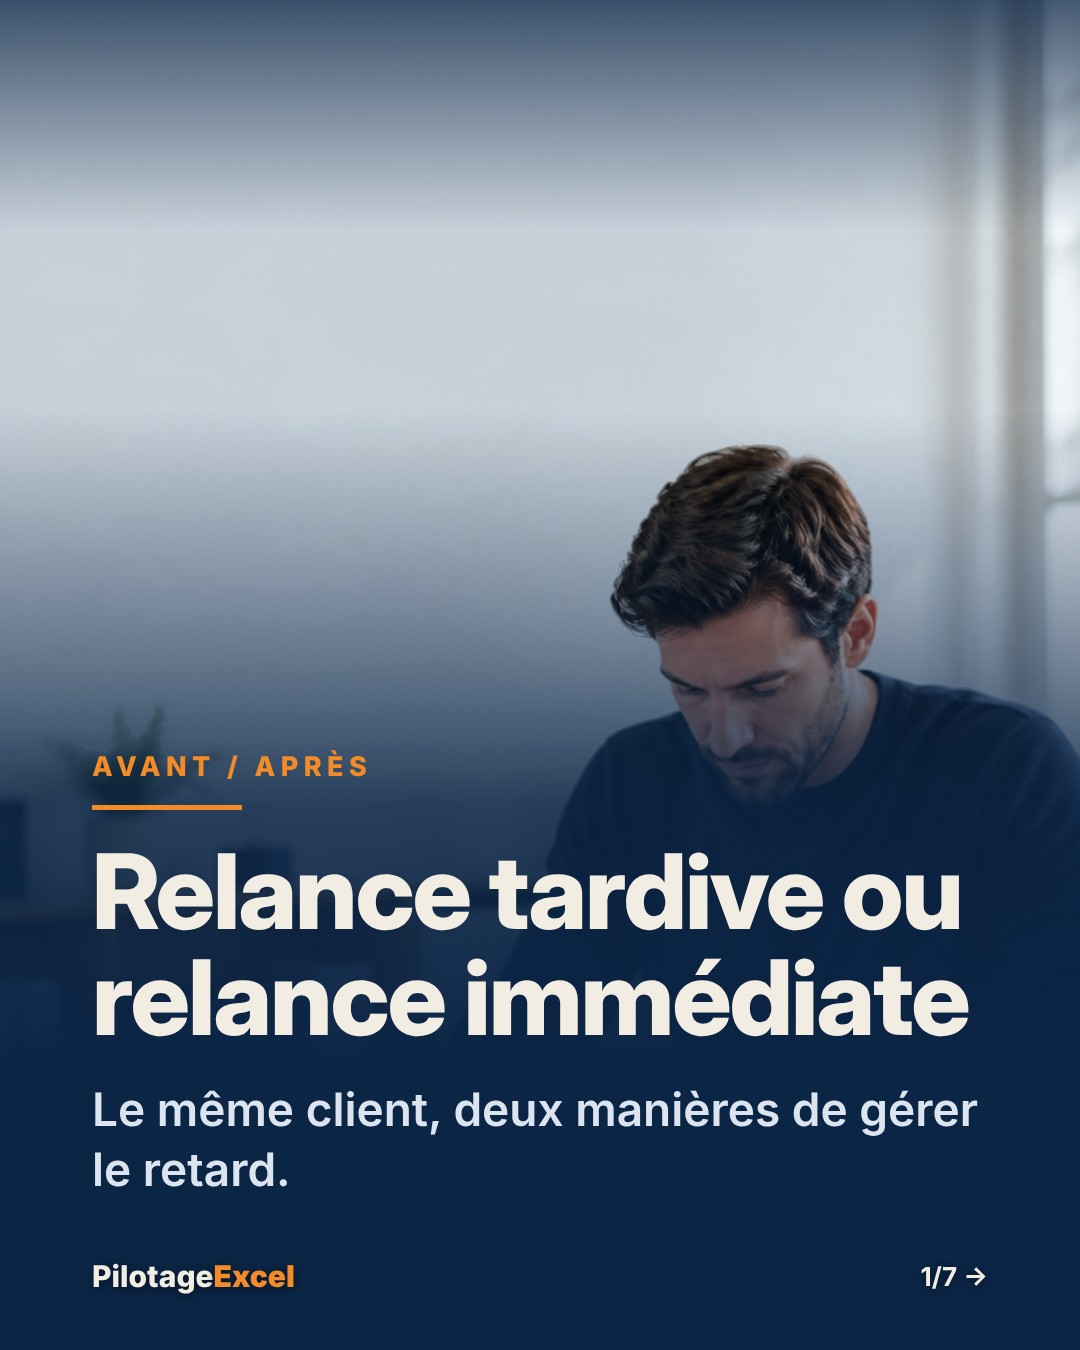 AVANT / APRÈS
Relance tardive ou
relance immédiate
Le même client, deux manières de gérer
le retard.
PilotageExcel
1/7 →